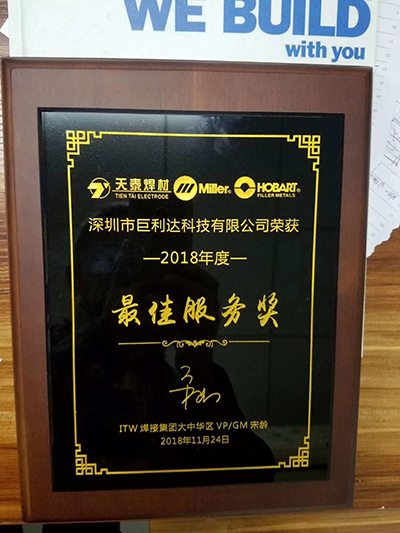 WE BUILD
with you
天泰焊材 Miller® HOBART®
TIEN TAI ELECTRODE FILLER METALS
深圳市巨利达科技有限公司荣获
—2018年度—
最佳服务奖
ITW 焊接集团大中华区 VP/GM 宋龄
2018年11月24日